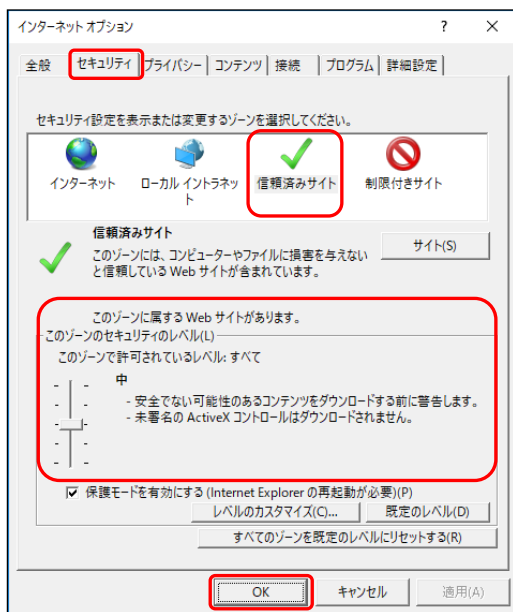 インターネット オプション ? ×
全般 セキュリティ プライバシー コンテンツ 接続 プログラム 詳細設定
セキュリティ設定を表示または変更するゾーンを選択してください。
インターネット ローカル イントラネッ 信頼済みサイト 制限付きサイト
ト
信頼済みサイト
サイト(S)
このゾーンには、コンピューターやファイルに損害を与えない
と信頼している Web サイトが含まれています。
このゾーンに属する Web サイトがあります。
このゾーンのセキュリティのレベル(L)
このゾーンで許可されているレベル: すべて
中
- 安全でない可能性のあるコンテンツをダウンロードする前に警告します。
- 未署名の ActiveX コントロールはダウンロードされません。
保護モードを有効にする (Internet Explorer の再起動が必要)(P)
レベルのカスタマイズ(C)... 既定のレベル(D)
すべてのゾーンを既定のレベルにリセットする(R)
OK キャンセル 適用(A)